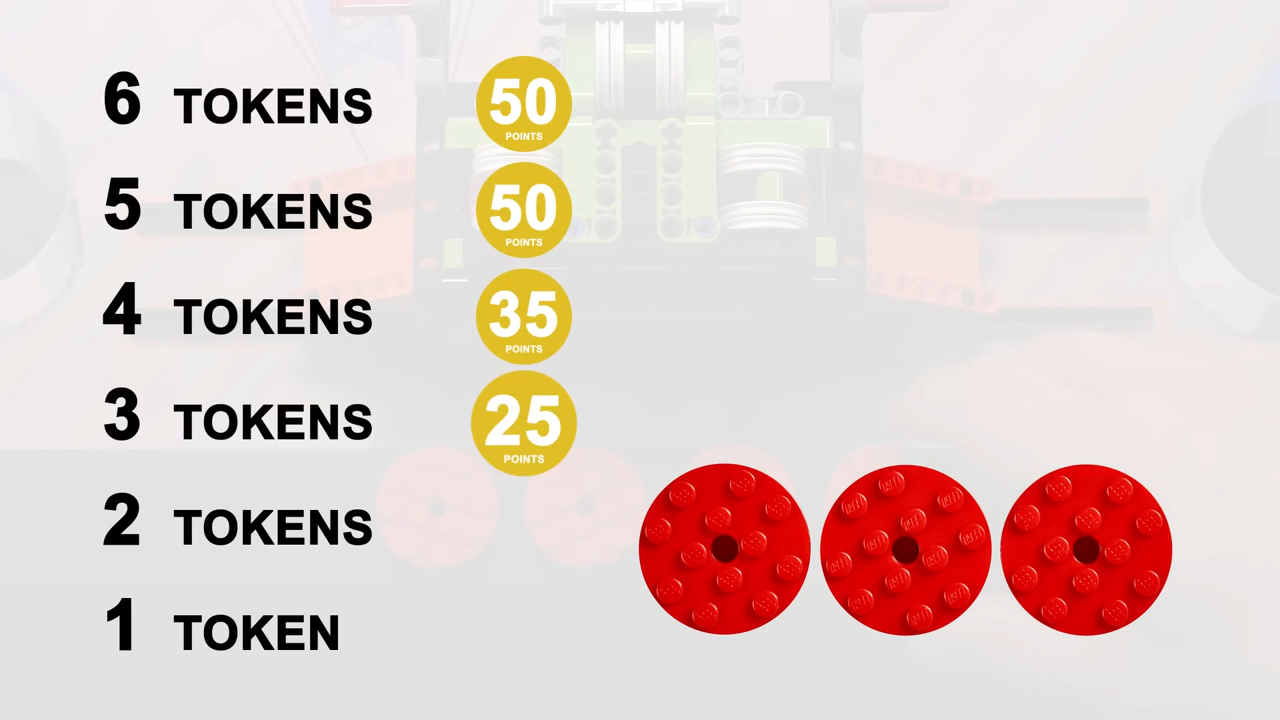 6 TOKENS 50 POINTS
5 TOKENS 50 POINTS
4 TOKENS 35 POINTS
3 TOKENS 25 POINTS
2 TOKENS
1 TOKEN